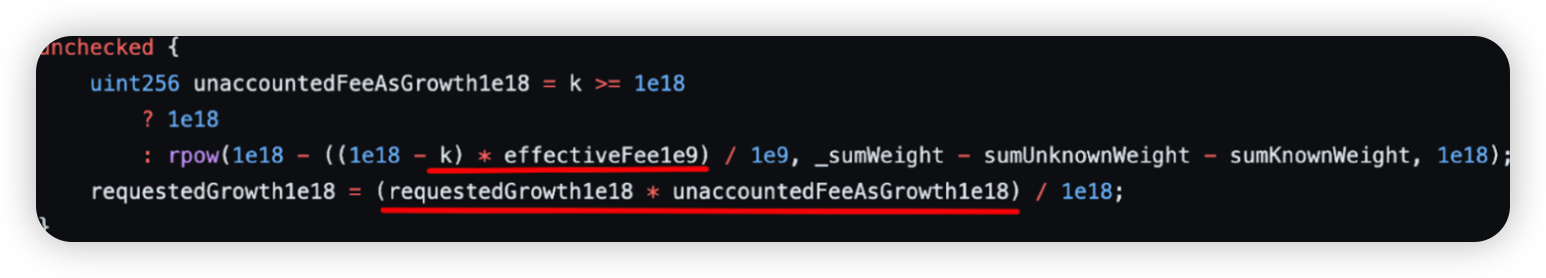 unchecked {
uint256 unaccountedFeeAsGrowth1e18 = k >= 1e18
? 1e18
: rpow(1e18 - ((1e18 - k) * effectiveFee1e9) / 1e9, _sumWeight - sumUnknownWeight - sumKnownWeight, 1e18);
requestedGrowth1e18 = (requestedGrowth1e18 * unaccountedFeeAsGrowth1e18) / 1e18;
}